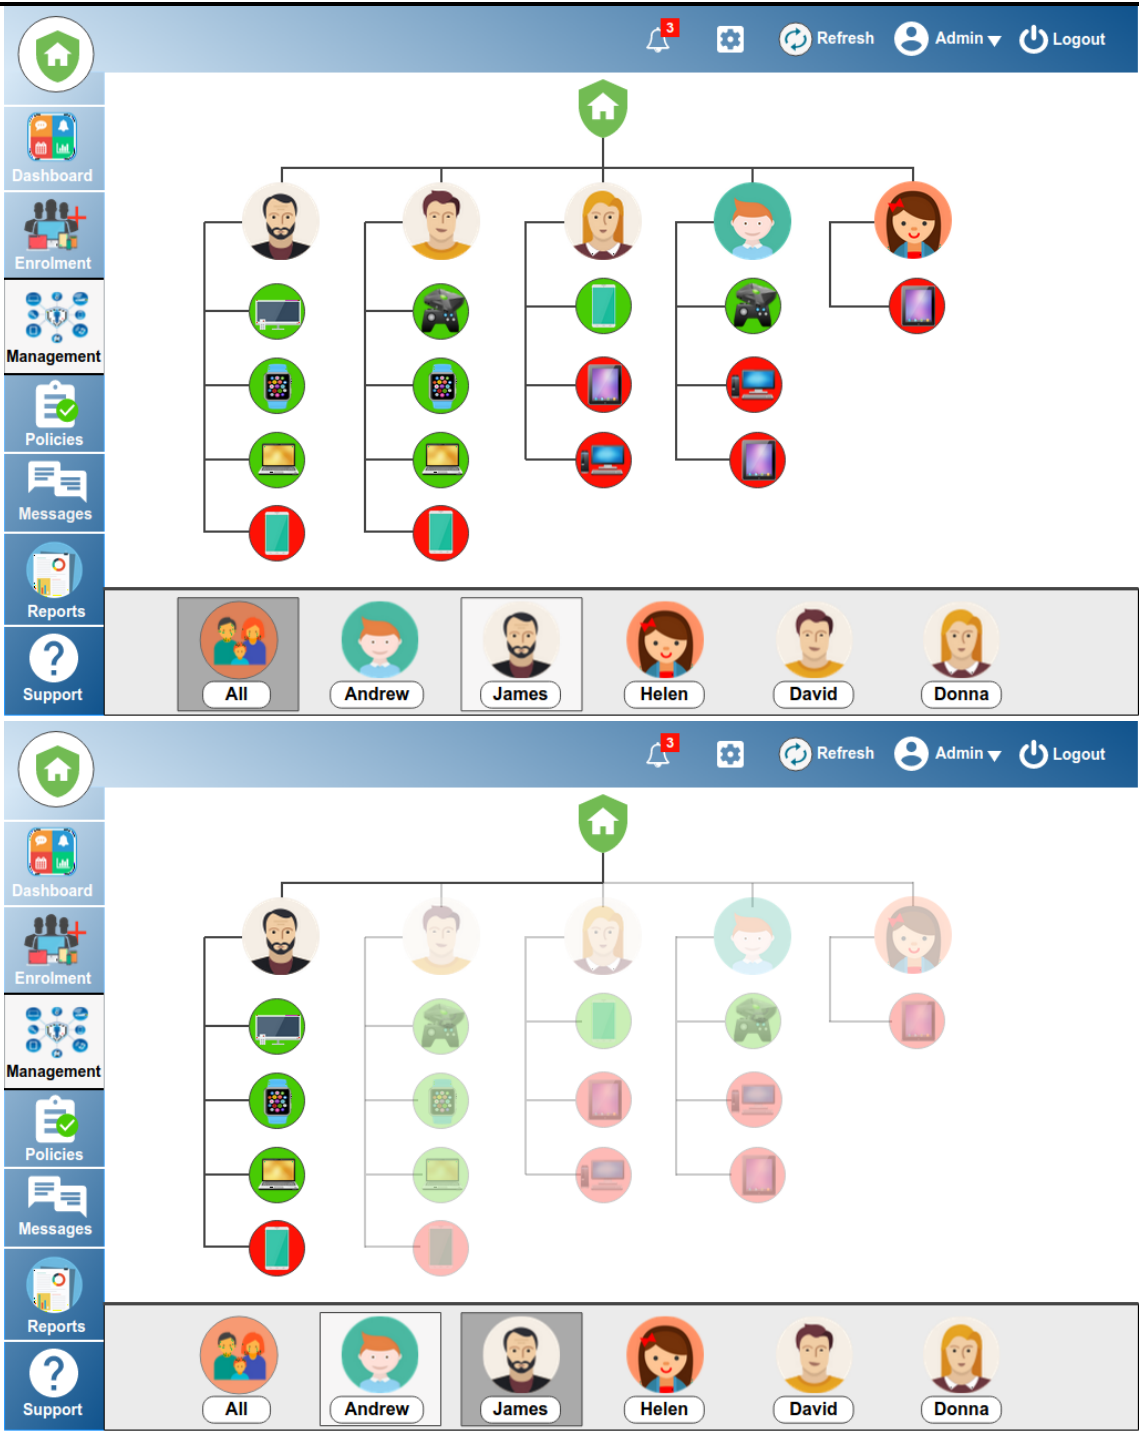 3
Refresh
Admin
Logout
Dashboard
Enrolment
Management
Policies
Messages
Reports
Support
All
Andrew
James
Helen
David
Donna
3
Refresh
Admin
Logout
Dashboard
Enrolment
Management
Policies
Messages
Reports
Support
All
Andrew
James
Helen
David
Donna